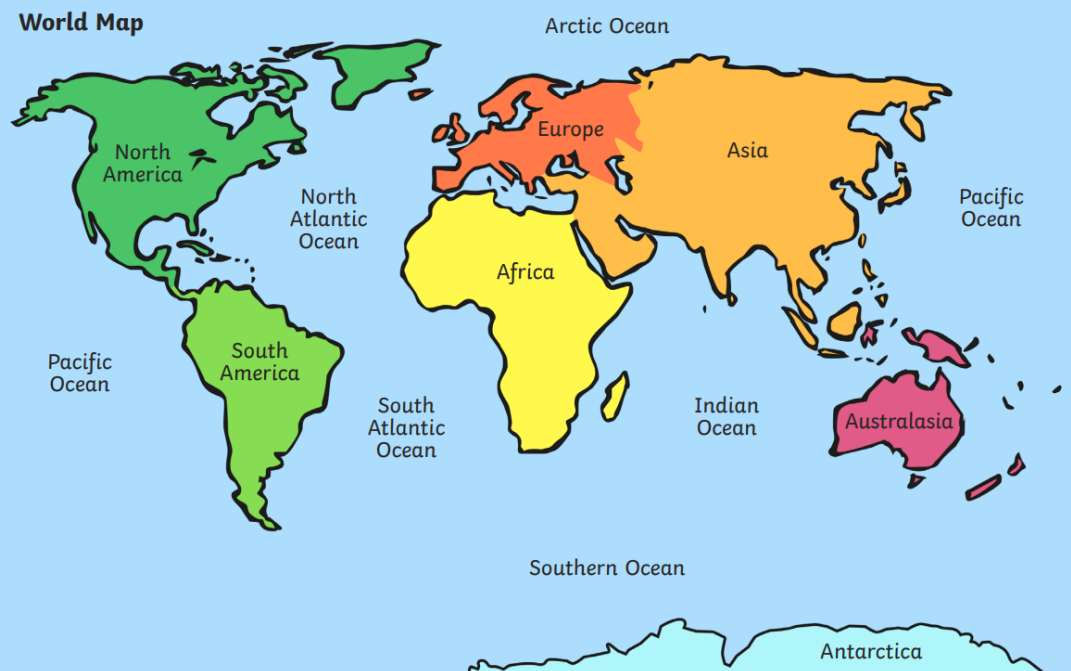 World Map
Arctic Ocean
Europe
Asia
North
America
North
Atlantic
Ocean
Pacific
Ocean
Africa
South
America
Pacific
Ocean
South
Atlantic
Ocean
Indian
Ocean
Australasia
Southern Ocean
Antarctica